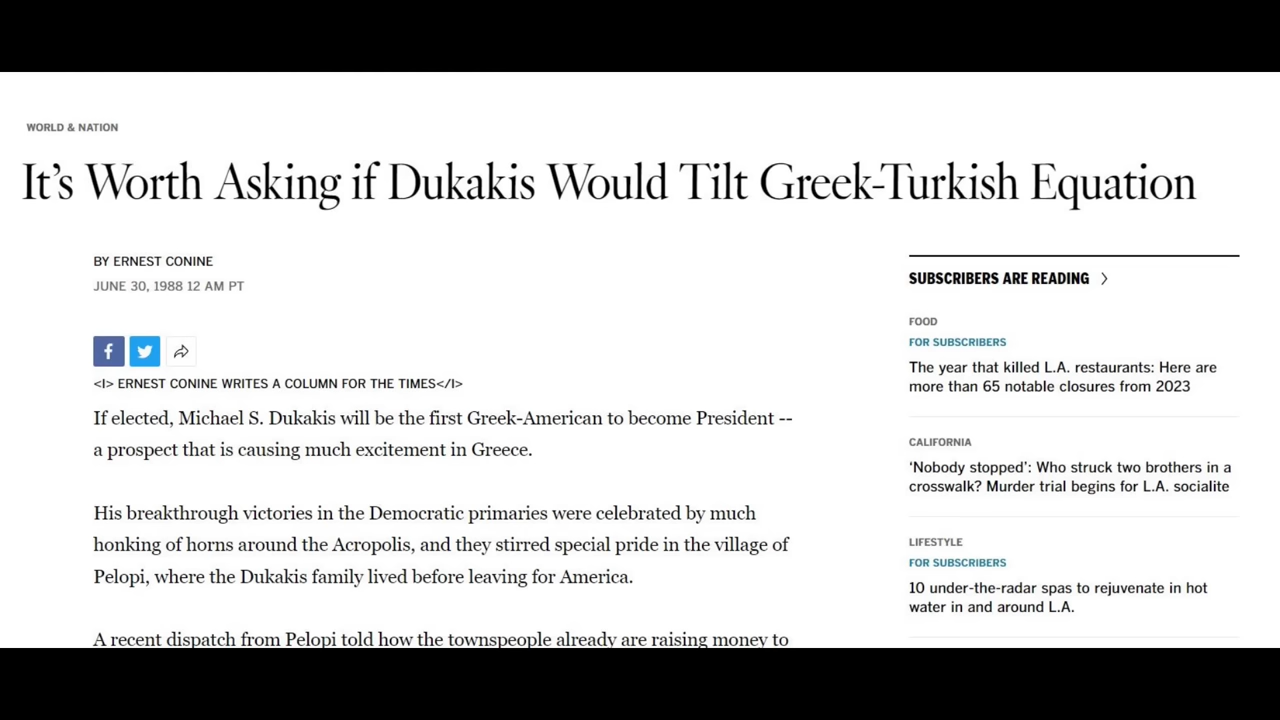 WORLD & NATION
It's Worth Asking if Dukakis Would Tilt Greek-Turkish Equation
BY ERNEST CONINE
JUNE 30, 1988 12 AM PT
<I> ERNEST CONINE WRITES A COLUMN FOR THE TIMES</I>
If elected, Michael S. Dukakis will be the first Greek-American to become President --
a prospect that is causing much excitement in Greece.
His breakthrough victories in the Democratic primaries were celebrated by much
honking of horns around the Acropolis, and they stirred special pride in the village of
Pelopi, where the Dukakis family lived before leaving for America.
A recent dispatch from Pelopi told how the townspeople already are raising money to
SUBSCRIBERS ARE READING
FOOD
FOR SUBSCRIBERS
The year that killed L.A. restaurants: Here are
more than 65 notable closures from 2023
CALIFORNIA
‘Nobody stopped’: Who struck two brothers in a
crosswalk? Murder trial begins for L.A. socialite
LIFESTYLE
FOR SUBSCRIBERS
10 under-the-radar spas to rejuvenate in hot
water in and around L.A.